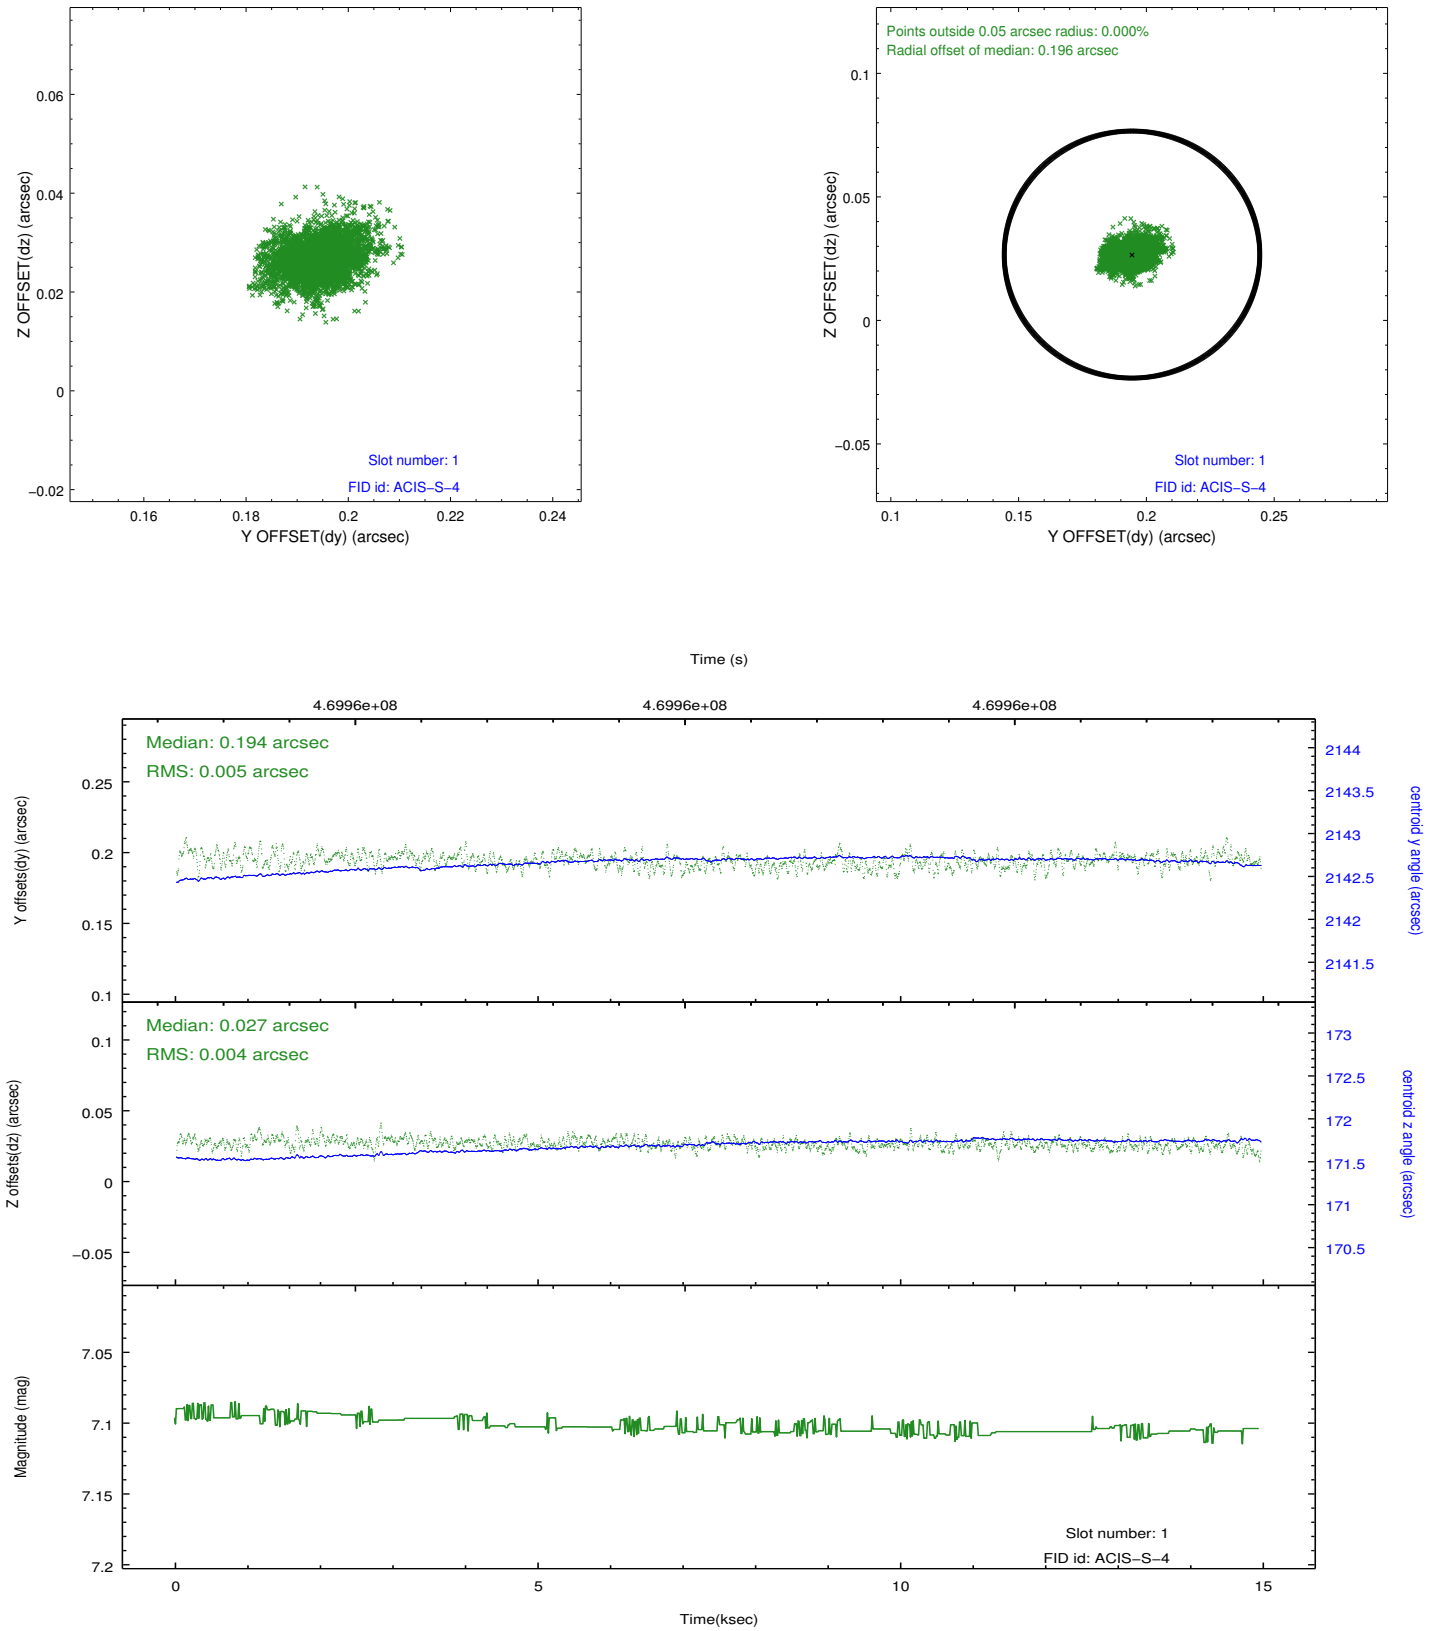 0.06
0.04
0.02
0
−0.02
Z OFFSET(dz) (arcsec)
Slot number: 1
FID id: ACIS−S−4
0.16 0.18 0.2 0.22 0.24
Y OFFSET(dy) (arcsec)
Points outside 0.05 arcsec radius: 0.000%
Radial offset of median: 0.196 arcsec
0.1
0.05
0
−0.05
Z OFFSET(dz) (arcsec)
Slot number: 1
FID id: ACIS−S−4
0.1 0.15 0.2 0.25
Y OFFSET(dy) (arcsec)
Time (s)
4.6996e+08 4.6996e+08 4.6996e+08
Median: 0.194 arcsec
RMS: 0.005 arcsec
0.25
0.2
0.15
0.1
Y offsets(dy) (arcsec)
2144
2143.5
2143
2142.5
2142
2141.5
centroid y angle (arcsec)
Median: 0.027 arcsec
RMS: 0.004 arcsec
0.1
0.05
0
−0.05
Z offsets(dz) (arcsec)
173
172.5
172
171.5
171
170.5
centroid z angle (arcsec)
7.05
7.1
7.15
7.2
Magnitude (mag)
Slot number: 1
FID id: ACIS−S−4
0 5 10 15
Time(ksec)